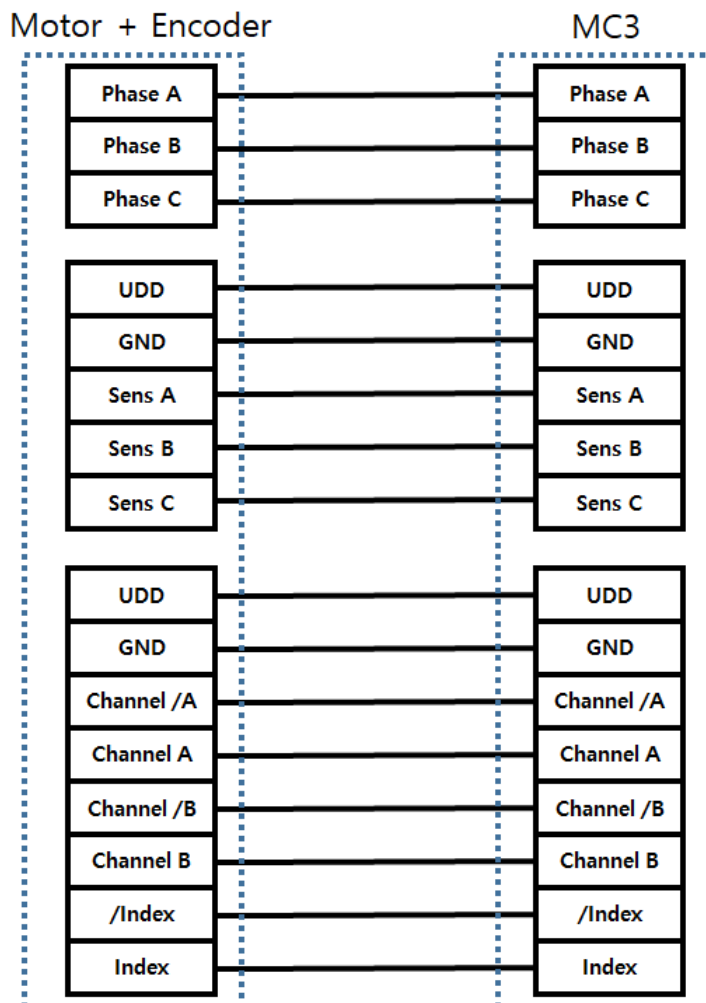 Motor + Encoder MC3
Phase A Phase A
Phase B Phase B
Phase C Phase C
UDD UDD
GND GND
Sens A Sens A
Sens B Sens B
Sens C Sens C
UDD UDD
GND GND
Channel /A Channel /A
Channel A Channel A
Channel /B Channel /B
Channel B Channel B
/Index /Index
Index Index